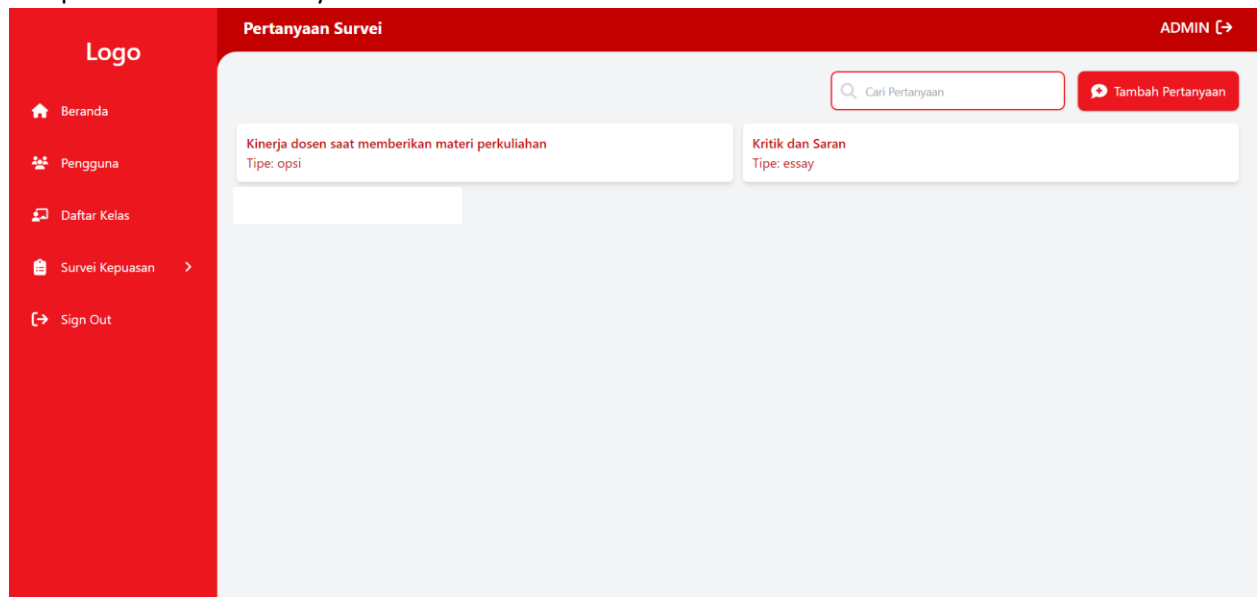 Pertanyaan Survei
ADMIN
Logo
Cari Pertanyaan
Tambah Pertanyaan
Beranda
Pengguna
Daftar Kelas
Survei Kepuasan
Sign Out
Kinerja dosen saat memberikan materi perkuliahan
Tipe: opsi
Kritik dan Saran
Tipe: essay